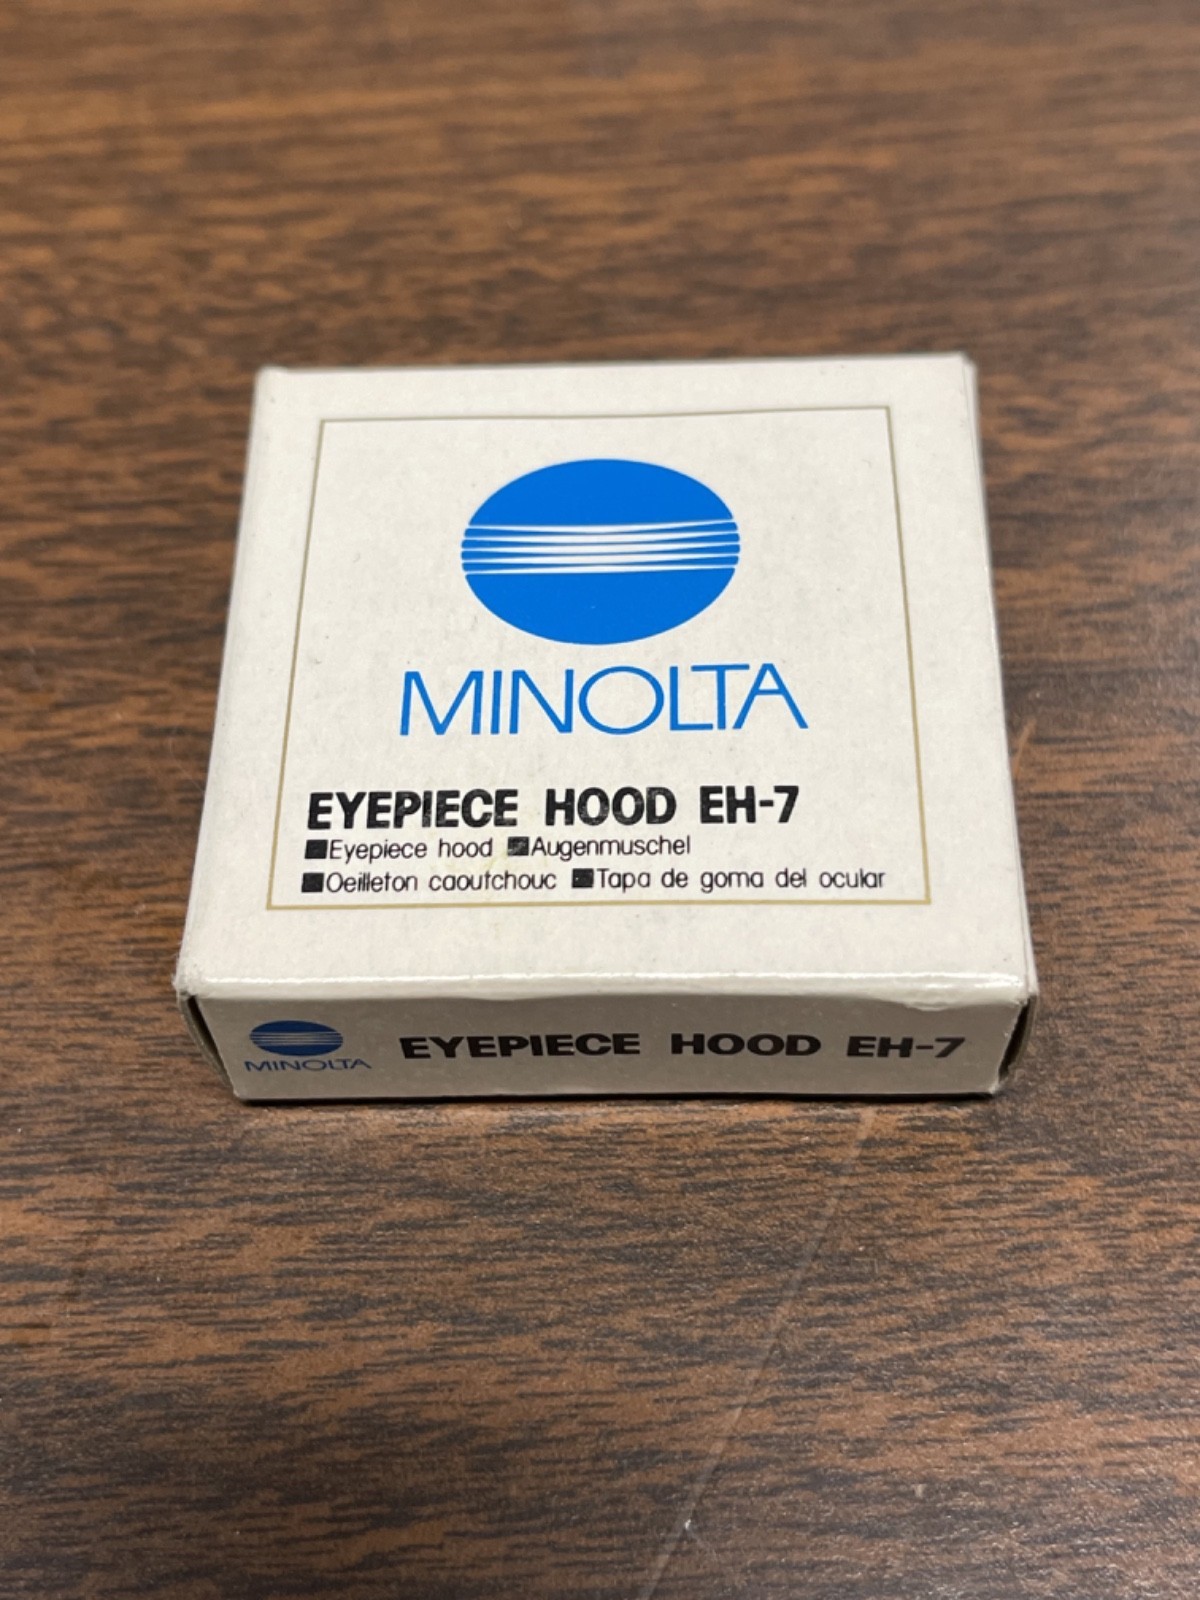 MINOLTA
EYEPIECE HOOD EH-7
■Eyepiece hood ■Augenmuschel
■Oeilleton caoutchouc ■Tapa de goma del ocular
MINOLTA
EYEPIECE HOOD EH-7